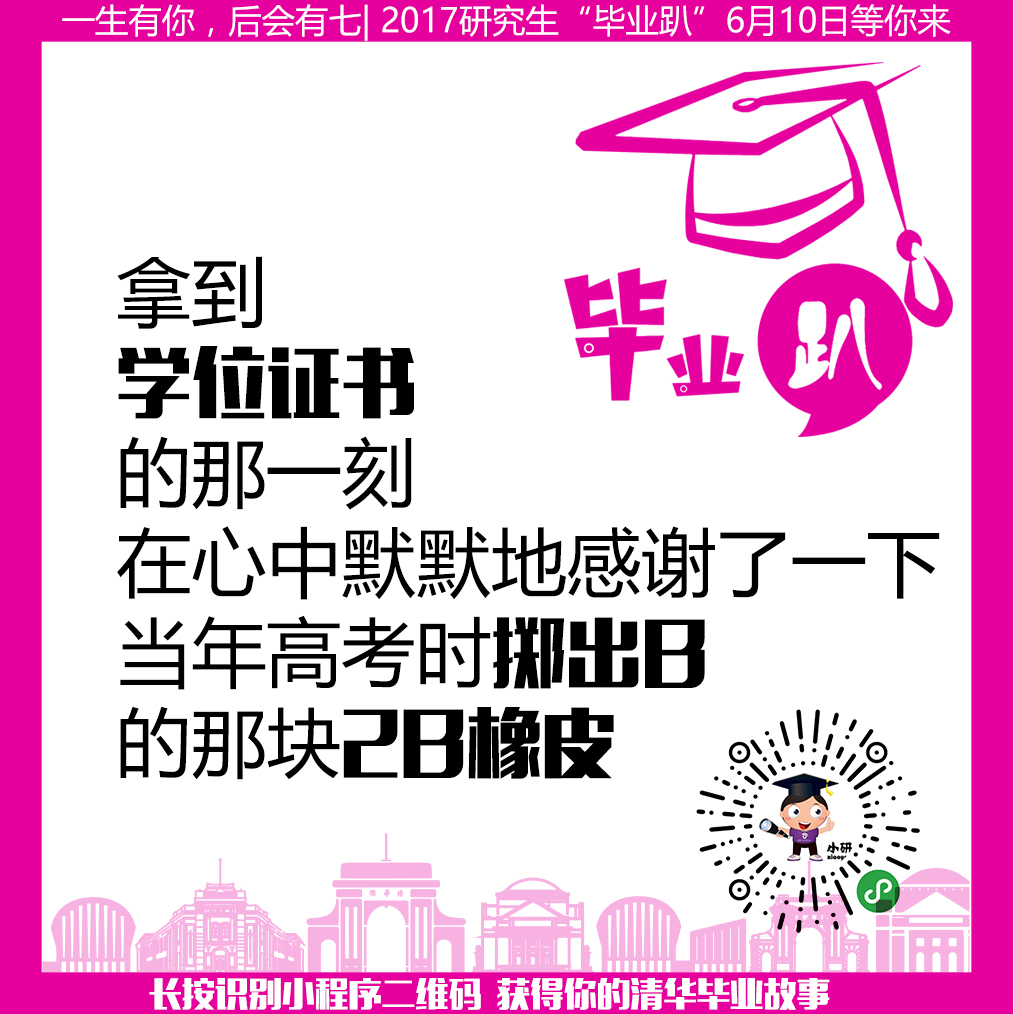 一生有你，后会有七| 2017研究生“毕业趴”6月10日等你来
毕业趴
拿到
学位证书
的那一刻
在心中默默地感谢了一下
当年高考时掷出B
的那块2B橡皮
小研
长按识别小程序二维码 获得你的清华毕业故事